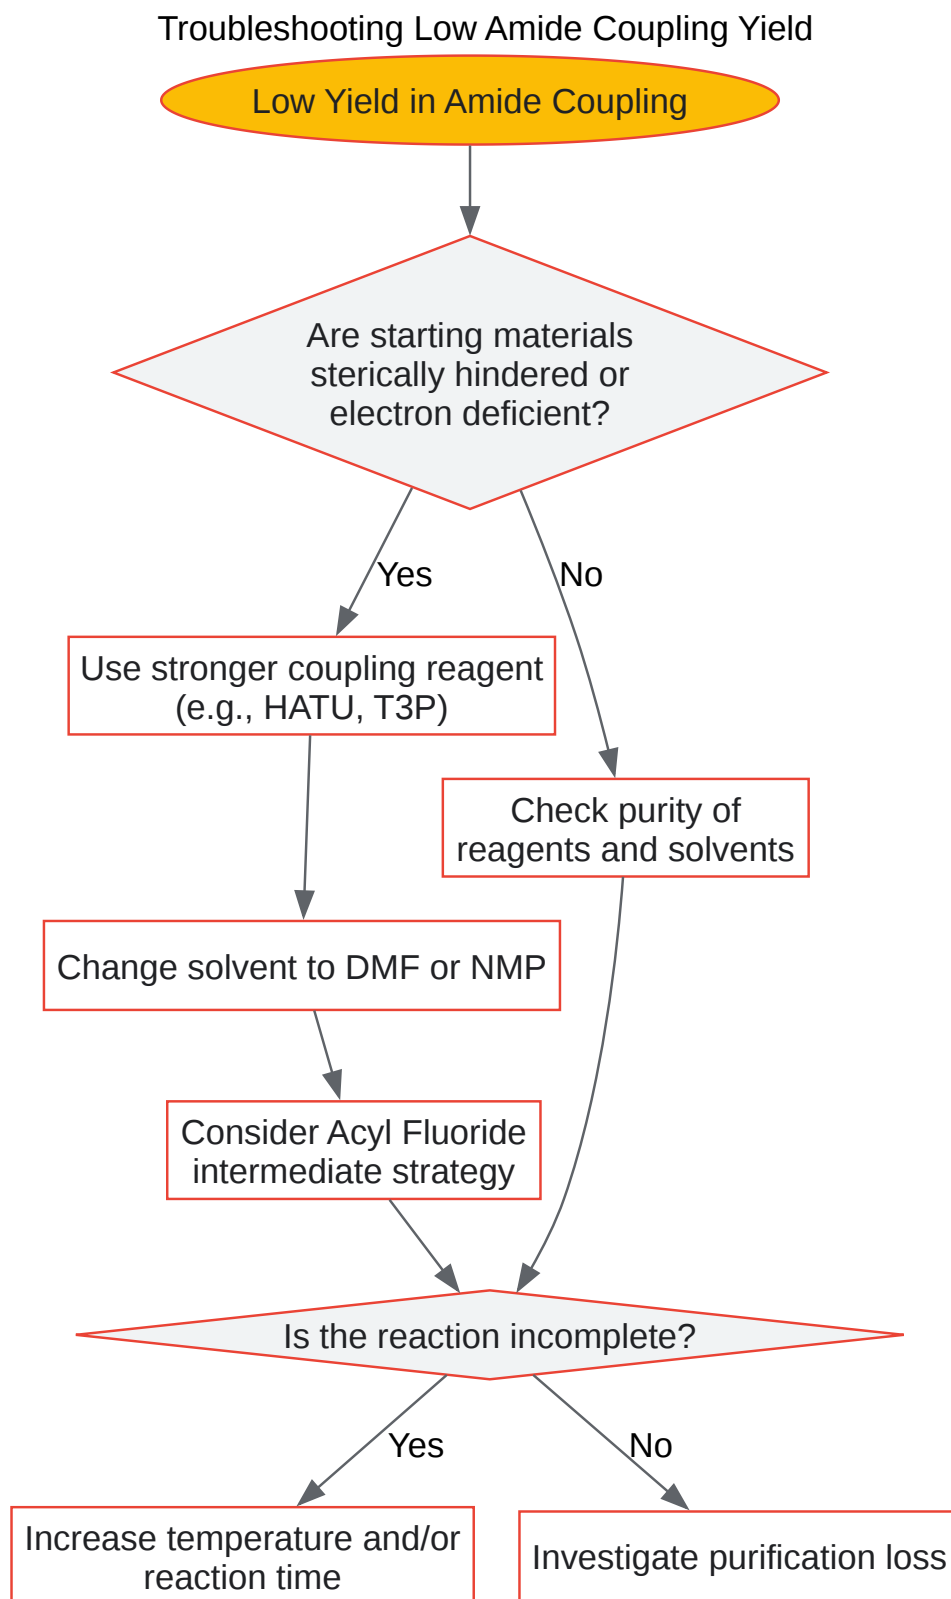 Troubleshooting Low Amide Coupling Yield
Low Yield in Amide Coupling
Are starting materials
sterically hindered or
electron deficient?
Yes
No
Use stronger coupling reagent
(e.g., HATU, T3P)
Check purity of
reagents and solvents
Change solvent to DMF or NMP
Consider Acyl Fluoride
intermediate strategy
Is the reaction incomplete?
Yes
No
Increase temperature and/or
reaction time
Investigate purification loss